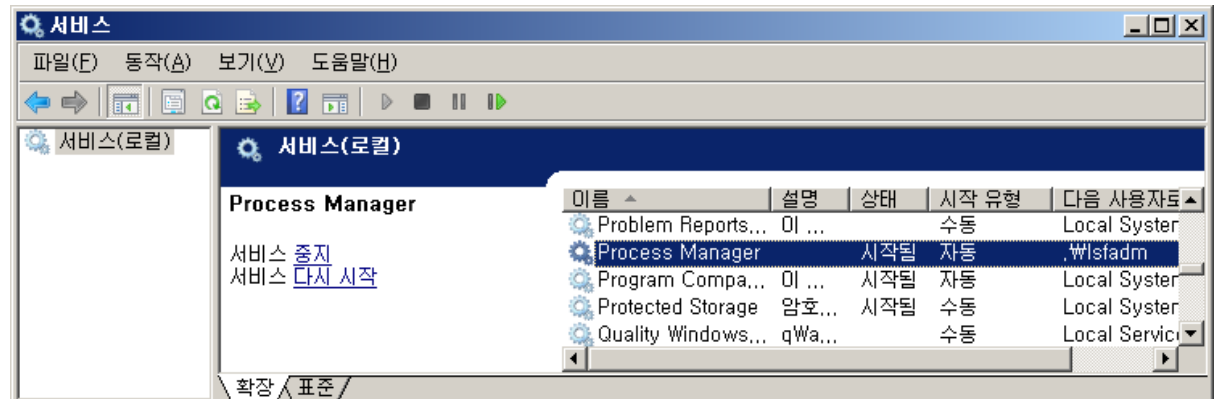 서비스
파일(F) 동작(A) 보기(V) 도움말(H)
서비스(로컬)
서비스(로컬)
Process Manager
서비스 중지
서비스 다시 시작
이름 설명 상태 시작 유형 다음 사용자로
Problem Reports... 이 ... 수동 Local System
Process Manager 시작됨 자동 .₩lsfadm
Program Compa... 이 ... 시작됨 자동 Local System
Protected Storage 암호... 시작됨 수동 Local System
Quality Windows... qWa... 수동 Local Service
확장 표준